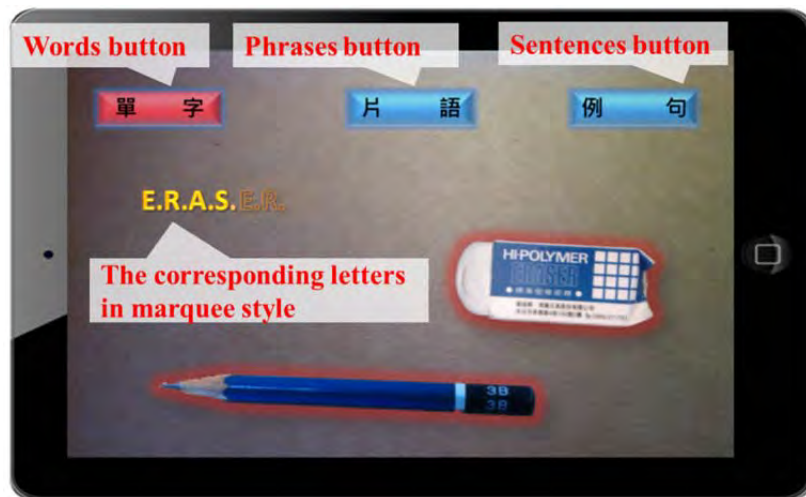 Words button
Phrases button
Sentences button
單 字
片 語
例 句
E.R.A.S.E.R.
The corresponding letters
in marquee style
HI-POLYMER
ERASER
3B
3B